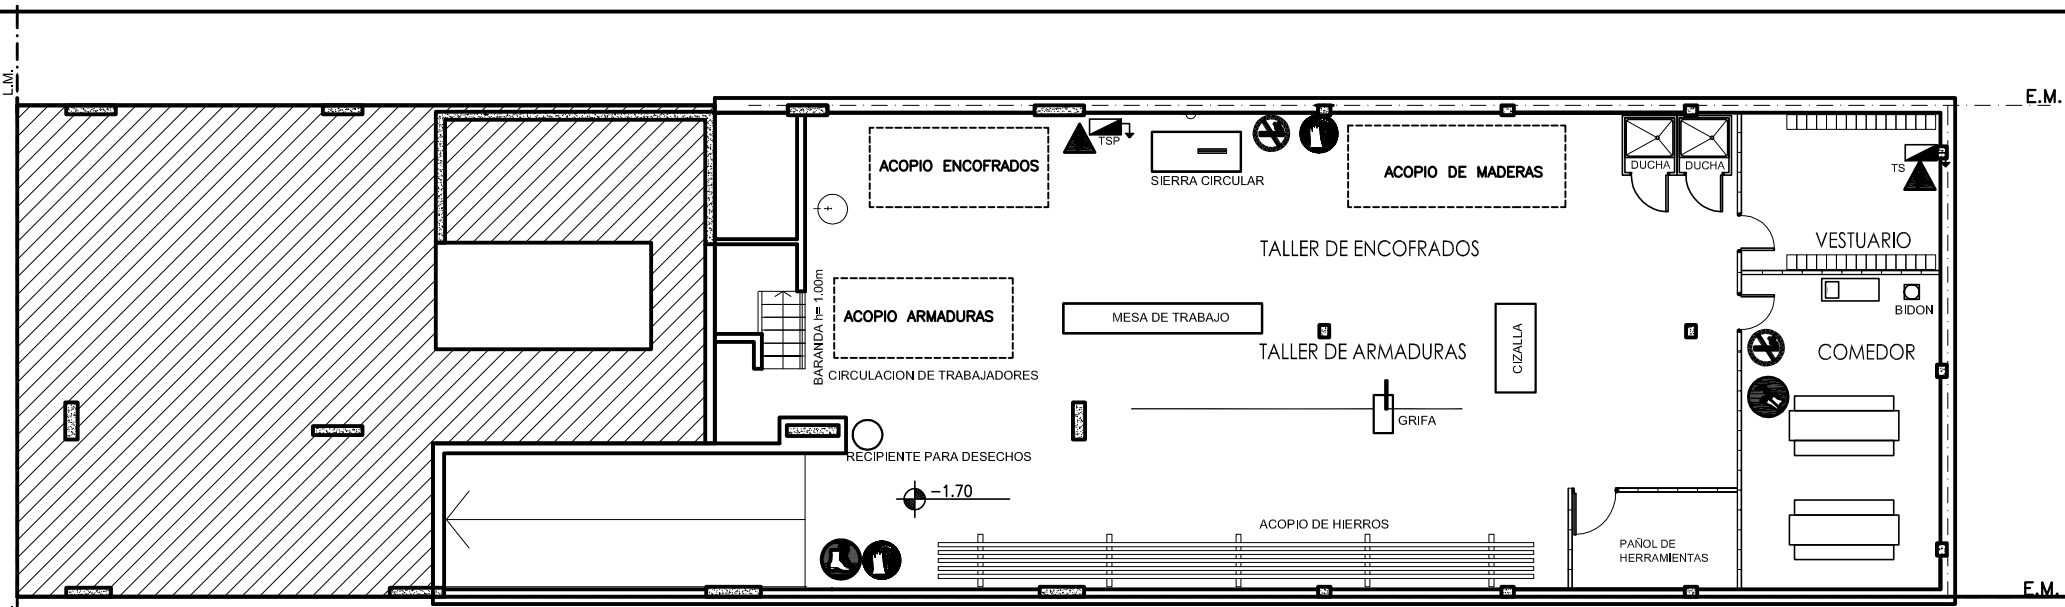 L.M.
E.M.
ACOPIO ENCOFRADOS
TSP
SIERRA CIRCULAR
ACOPIO DE MADERAS
DUCHA
DUCHA
TS
VESTUARIO
TALLER DE ENCOFRADOS
BARANDA h= 1.00m
ACOPIO ARMADURAS
MESA DE TRABAJO
CIZALLA
BIDON
TALLER DE ARMADURAS
COMEDOR
CIRCULACION DE TRABAJADORES
GRIFA
RECIPIENTE PARA DESECHOS
-1.70
ACOPIO DE HIERROS
PAÑOL DE
HERRAMIENTAS
E.M.